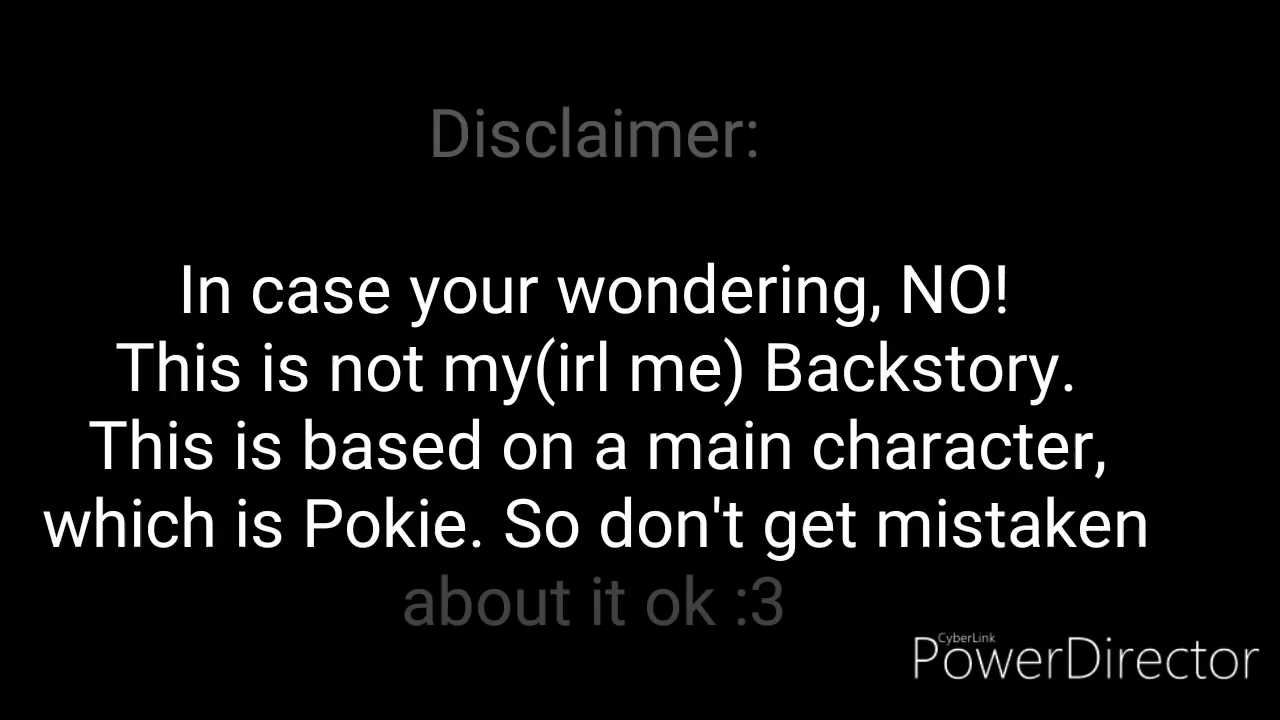 Disclaimer:
In case your wondering, NO!
This is not my(irl me) Backstory.
This is based on a main character,
which is Pokie. So don't get mistaken
about it ok :3
CyberLink
PowerDirector